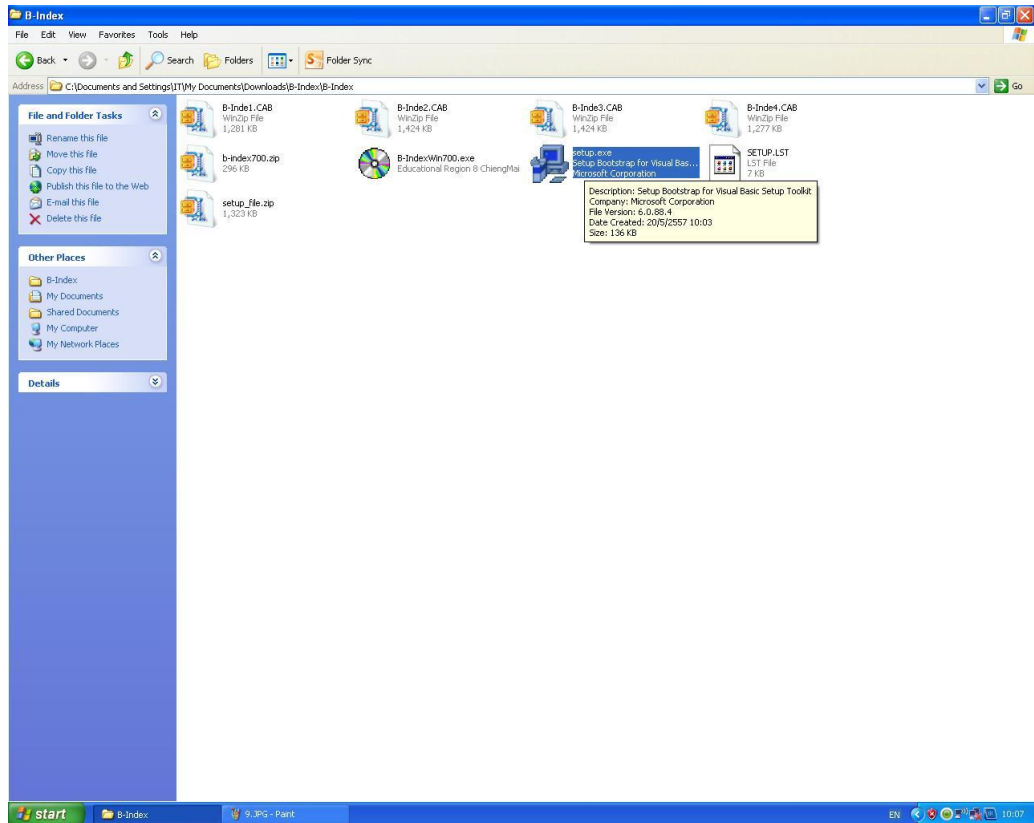 B-Index
File Edit View Favorites Tools Help
Back Search Folders Folder Sync
Address C:\Documents and Settings\IT\My Documents\Downloads\B-Index\B-Index Go
File and Folder Tasks
Rename this file
Move this file
Copy this file
Publish this file to the Web
E-mail this file
Delete this file
Other Places
B-Index
My Documents
Shared Documents
My Computer
My Network Places
Details
B-Inde1.CAB
WinZip File
1,281 KB
B-Inde2.CAB
WinZip File
1,424 KB
B-Inde3.CAB
WinZip File
1,424 KB
B-Inde4.CAB
WinZip File
1,277 KB
b-index700.zip
296 KB
B-IndexWin700.exe
Educational Region 8 ChiengMai
setup.exe
Setup Bootstrap for Visual Bas...
Microsoft Corporation
SETUP.LST
LST File
7 KB
setup_file.zip
1,323 KB
Description: Setup Bootstrap for Visual Basic Setup Toolkit
Company: Microsoft Corporation
File Version: 6.0.88.4
Date Created: 20/5/2557 10:03
Size: 136 KB
start B-Index 9.JPG - Paint EN 10:07